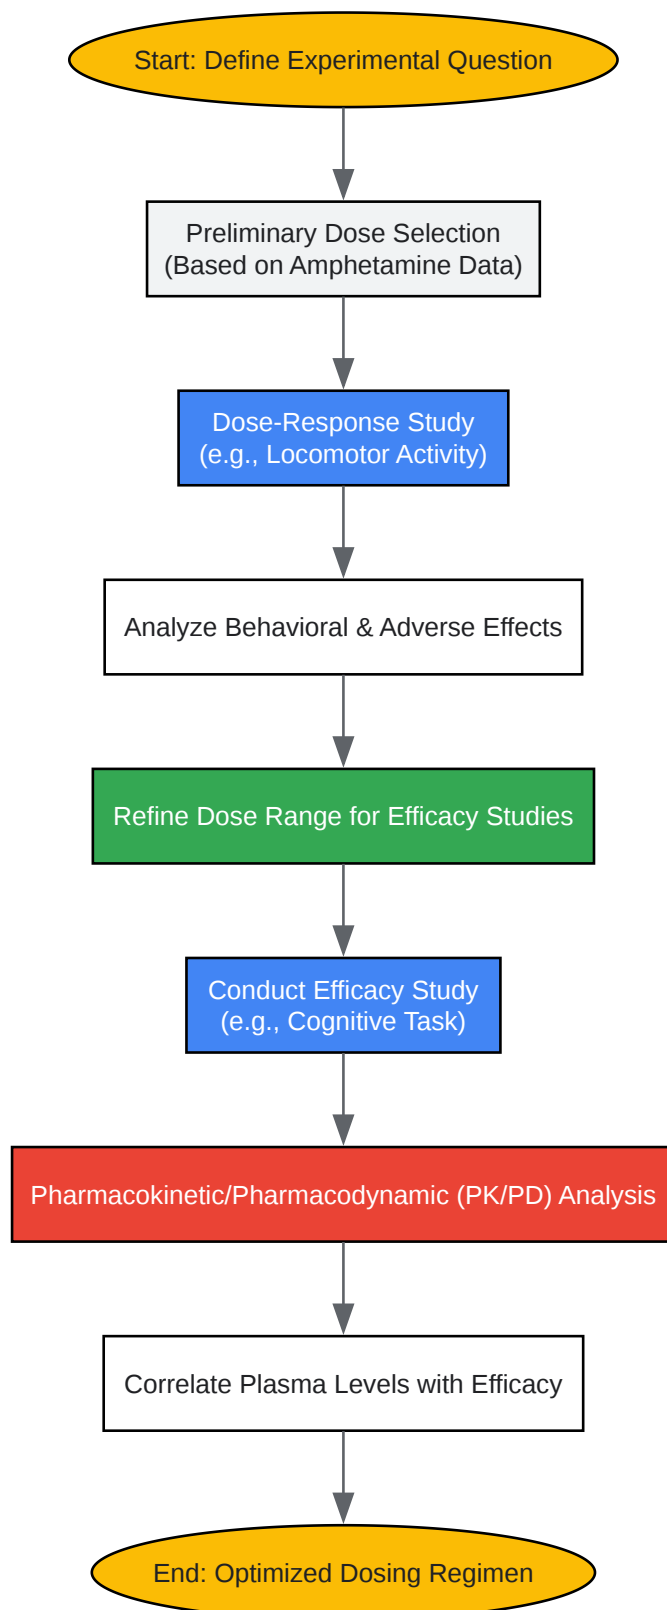 Start: Define Experimental Question
Preliminary Dose Selection
(Based on Amphetamine Data)
Dose-Response Study
(e.g., Locomotor Activity)
Analyze Behavioral & Adverse Effects
Refine Dose Range for Efficacy Studies
Conduct Efficacy Study
(e.g., Cognitive Task)
Pharmacokinetic/Pharmacodynamic (PK/PD) Analysis
Correlate Plasma Levels with Efficacy
End: Optimized Dosing Regimen